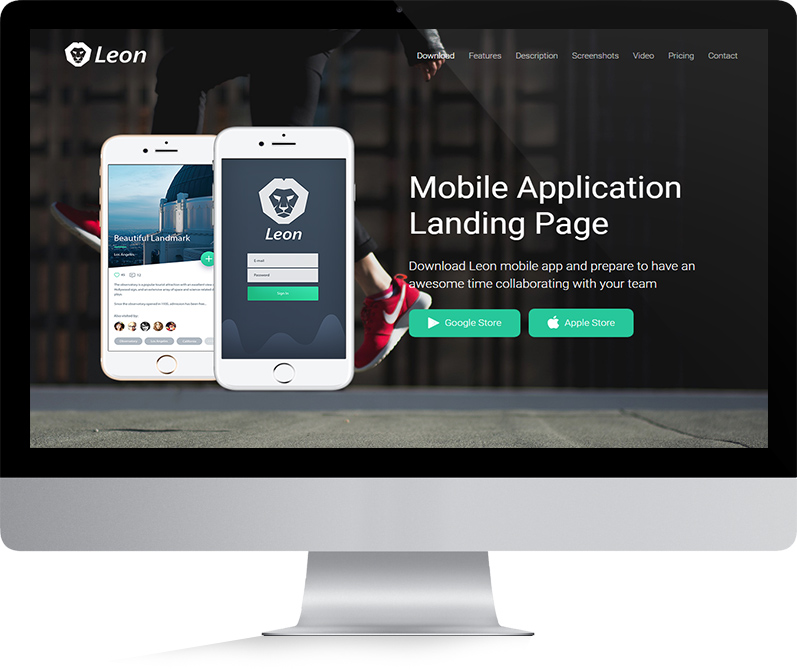 Leon
Download Features Description Screenshots Video Pricing Contact
Mobile Application
Landing Page
Download Leon mobile app and prepare to have an
awesome time collaborating with your team
Google Store
Apple Store
Beautiful Landmark
Los Angeles
Also visited by:
Leon
E-mail
Password
Sign In